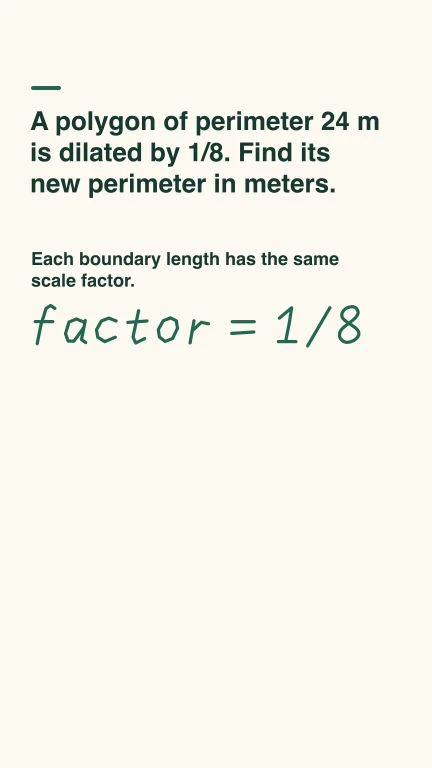 A polygon of perimeter 24 m
is dilated by 1/8. Find its
new perimeter in meters.
Each boundary length has the same
scale factor.
factor = 1/8